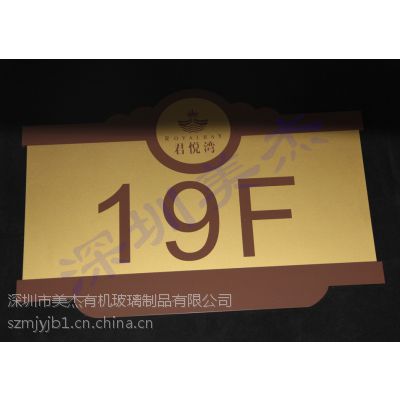 ROYALBAY
君悦湾
19F
深圳美杰
深圳市美杰有机玻璃制品有限公司
szmjyjb1.cn.china.cn